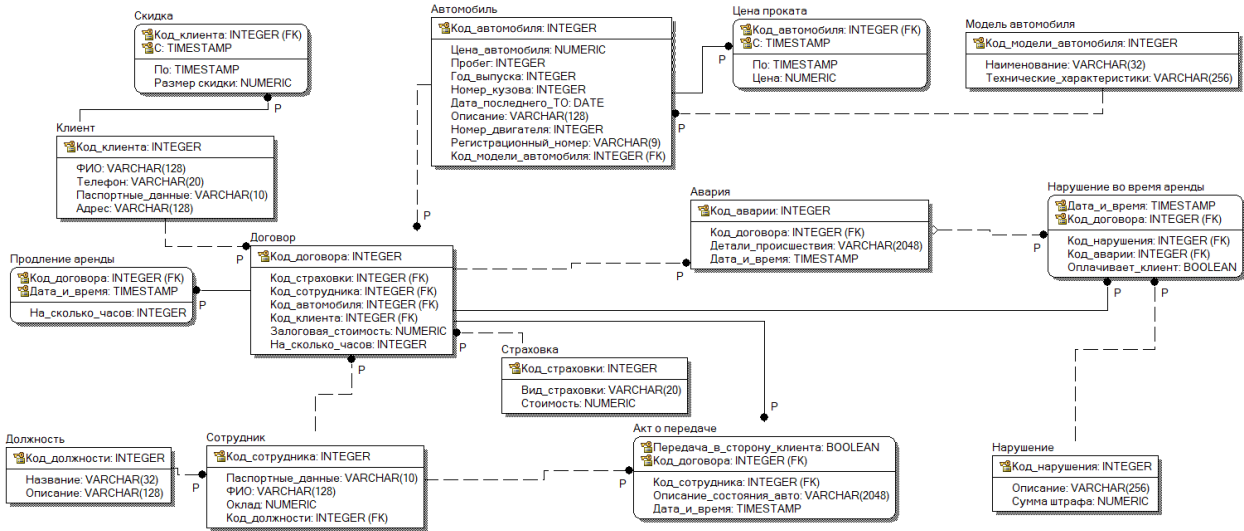 Скидка
Код_клиента: INTEGER (FK)
С: TIMESTAMP
По: TIMESTAMP
Размер скидки: NUMERIC
P
Автомобиль
Код_автомобиля: INTEGER
Цена_автомобиля: NUMERIC
Пробег: INTEGER
Год_выпуска: INTEGER
Номер_кузова: INTEGER
Дата_последнего_ТО: DATE
Описание: VARCHAR(128)
Номер_двигателя: INTEGER
Регистрационный_номер: VARCHAR(9)
Код_модели_автомобиля: INTEGER (FK)
P
Цена проката
Код_автомобиля: INTEGER (FK)
С: TIMESTAMP
По: TIMESTAMP
Цена: NUMERIC
P
Модель автомобиля
Код_модели_автомобиля: INTEGER
Наименование: VARCHAR(32)
Технические_характеристики: VARCHAR(256)
Клиент
Код_клиента: INTEGER
ФИО: VARCHAR(128)
Телефон: VARCHAR(20)
Паспортные_данные: VARCHAR(10)
Адрес: VARCHAR(128)
P
P
Авария
Код_аварии: INTEGER
Код_договора: INTEGER (FK)
Детали_происшествия: VARCHAR(2048)
Дата_и_время: TIMESTAMP
P
Нарушение во время аренды
Дата_и_время: TIMESTAMP
Код_договора: INTEGER (FK)
Код_нарушения: INTEGER (FK)
Код_аварии: INTEGER (FK)
Оплачивает_клиент: BOOLEAN
P
P
P
Продление аренды
Код_договора: INTEGER (FK)
Дата_и_время: TIMESTAMP
На_сколько_часов: INTEGER
P
Договор
Код_договора: INTEGER
Код_страховки: INTEGER (FK)
Код_сотрудника: INTEGER (FK)
Код_автомобиля: INTEGER (FK)
Код_клиента: INTEGER (FK)
Залоговая_стоимость: NUMERIC
На_сколько_часов: INTEGER
P
P
Страховка
Код_страховки: INTEGER
Вид_страховки: VARCHAR(20)
Стоимость: NUMERIC
P
Должность
Код_должности: INTEGER
Название: VARCHAR(32)
Описание: VARCHAR(128)
P
Сотрудник
Код_сотрудника: INTEGER
Паспортные_данные: VARCHAR(10)
ФИО: VARCHAR(128)
Оклад: NUMERIC
Код_должности: INTEGER (FK)
P
Акт о передаче
Передача_в_сторону_клиента: BOOLEAN
Код_договора: INTEGER (FK)
Код_сотрудника: INTEGER (FK)
Описание_состояния_авто: VARCHAR(2048)
Дата_и_время: TIMESTAMP
Нарушение
Код_нарушения: INTEGER
Описание: VARCHAR(256)
Сумма штрафа: NUMERIC